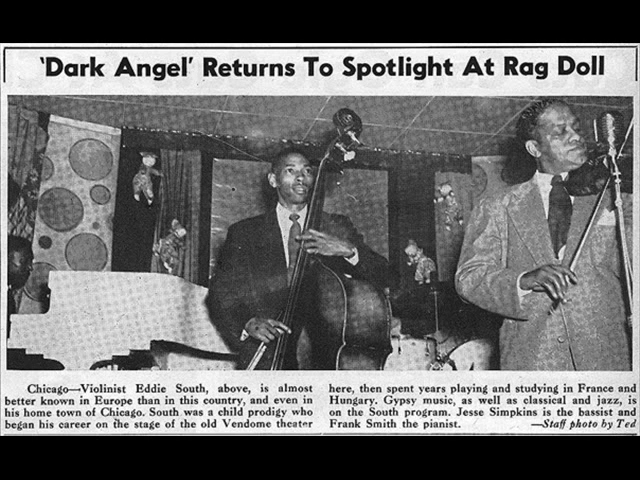 'Dark Angel' Returns To Spotlight At Rag Doll
Chicago—Violinist Eddie South, above, is almost
better known in Europe than in this country, and even in
his home town of Chicago. South was a child prodigy who
began his career on the stage of the old Vendome theater
here, then spent years playing and studying in France and
Hungary. Gypsy music, as well as classical and jazz, is
on the South program. Jesse Simpkins is the bassist and
Frank Smith the pianist. —Staff photo by Ted